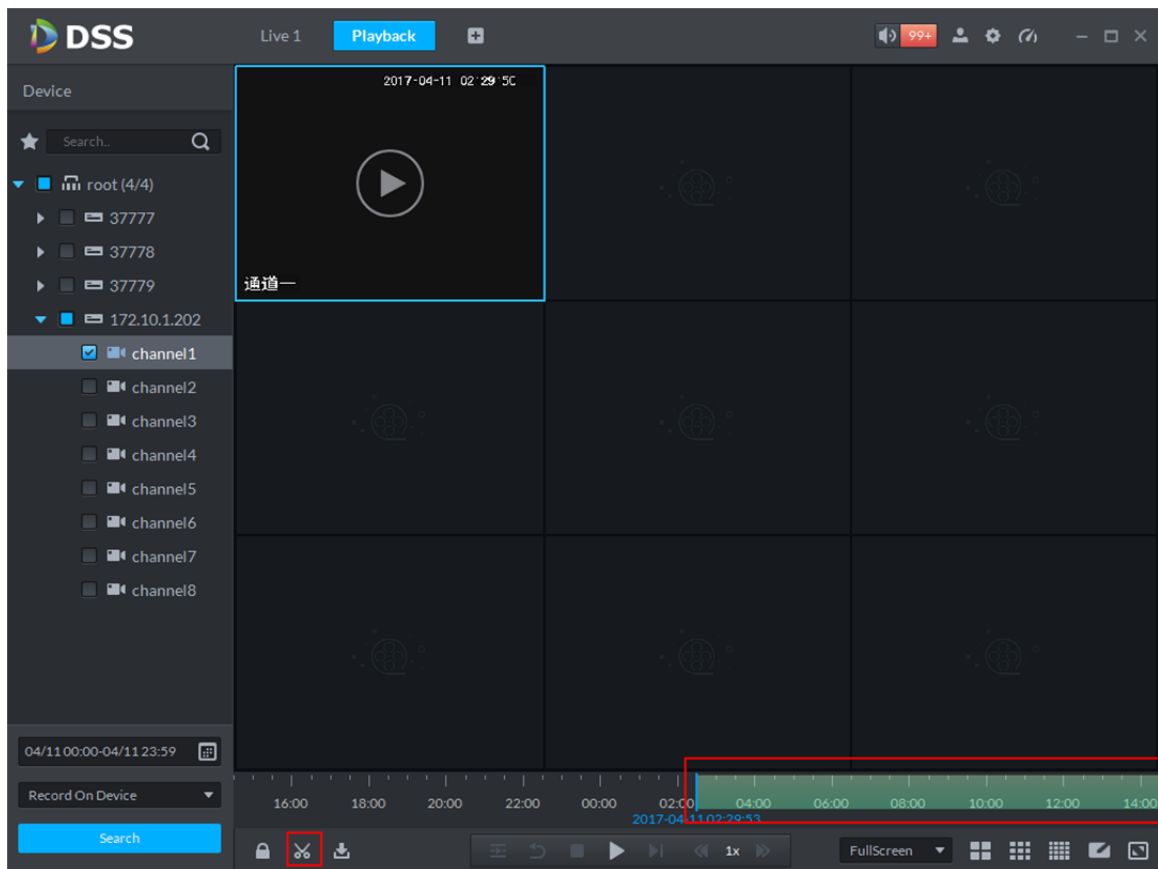 DSS
Live 1
Playback
99+
Device
Search..
root (4/4)
37777
37778
37779
172.10.1.202
channel1
channel2
channel3
channel4
channel5
channel6
channel7
channel8
2017-04-11 02:29:50
通道一
04/11 00:00-04/11 23:59
Record On Device
Search
16:00 18:00 20:00 22:00 00:00 02:00 04:00 06:00 08:00 10:00 12:00 14:00
2017-04-11 02:29:53
1x
FullScreen